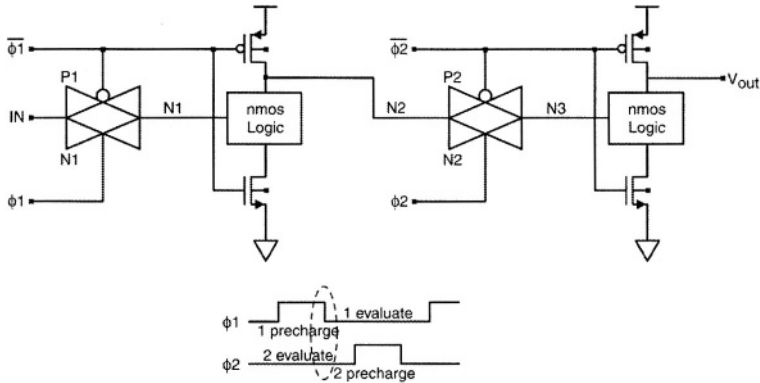 φ1
φ2
P1
P2
IN
N1
nmos
Logic
N2
N3
nmos
Logic
Vout
N1
N2
φ1
φ2
φ1
1 precharge
1 evaluate
φ2
2 evaluate
2 precharge